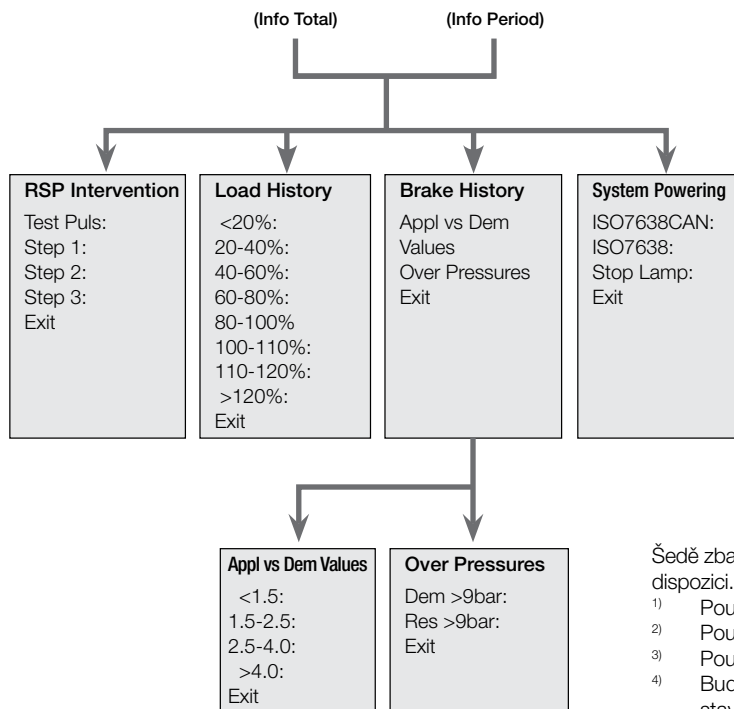 (Info Total)
(Info Period)
RSP Intervention
Test Puls:
Step 1:
Step 2:
Step 3:
Exit
Load History
<20%:
20-40%:
40-60%:
60-80%:
80-100%
100-110%:
110-120%:
>120%:
Exit
Brake History
Appl vs Dem
Values
Over Pressures
Exit
System Powering
ISO7638CAN:
ISO7638:
Stop Lamp:
Exit
Appl vs Dem Values
<1.5:
1.5-2.5:
2.5-4.0:
>4.0:
Exit
Over Pressures
Dem >9bar:
Res >9bar:
Exit
Šedě
dispozici.
1)
2)
3)
4)